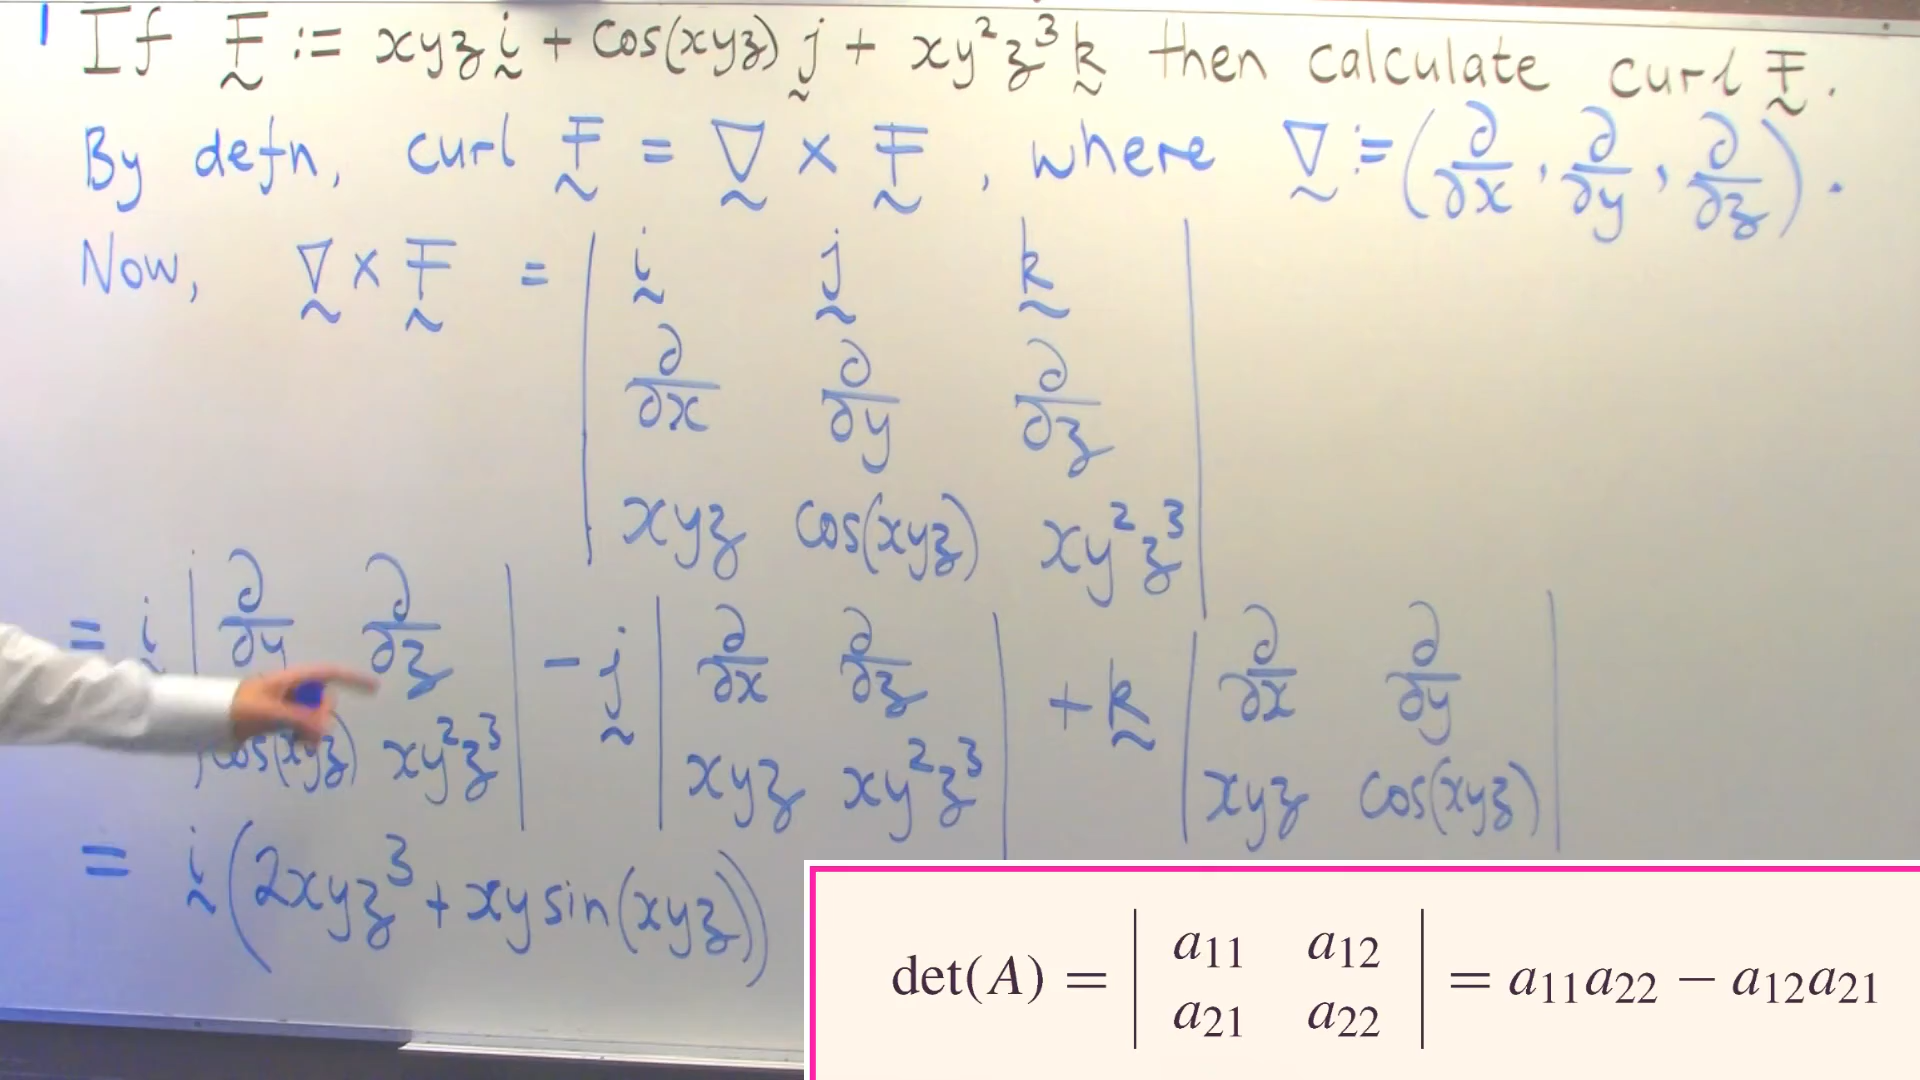 1 If F := xyz i + cos(xyz) j + xy²z³ k then calculate curl F.
By defn, curl F = ∇ × F, where ∇ := (∂/∂x, ∂/∂y, ∂/∂z).
Now, ∇ × F = | i j k |
| ∂/∂x ∂/∂y ∂/∂z |
| xyz cos(xyz) xy²z³ |
= i | ∂/∂y ∂/∂z | - j | ∂/∂x ∂/∂z | + k | ∂/∂x ∂/∂y |
| cos(xyz) xy²z³ | | xyz xy²z³ | | xyz cos(xyz) |
= i (2xyz³ + xy sin(xyz))
det(A) = | a11 a12 | = a11a22 − a12a21
| a21 a22 |